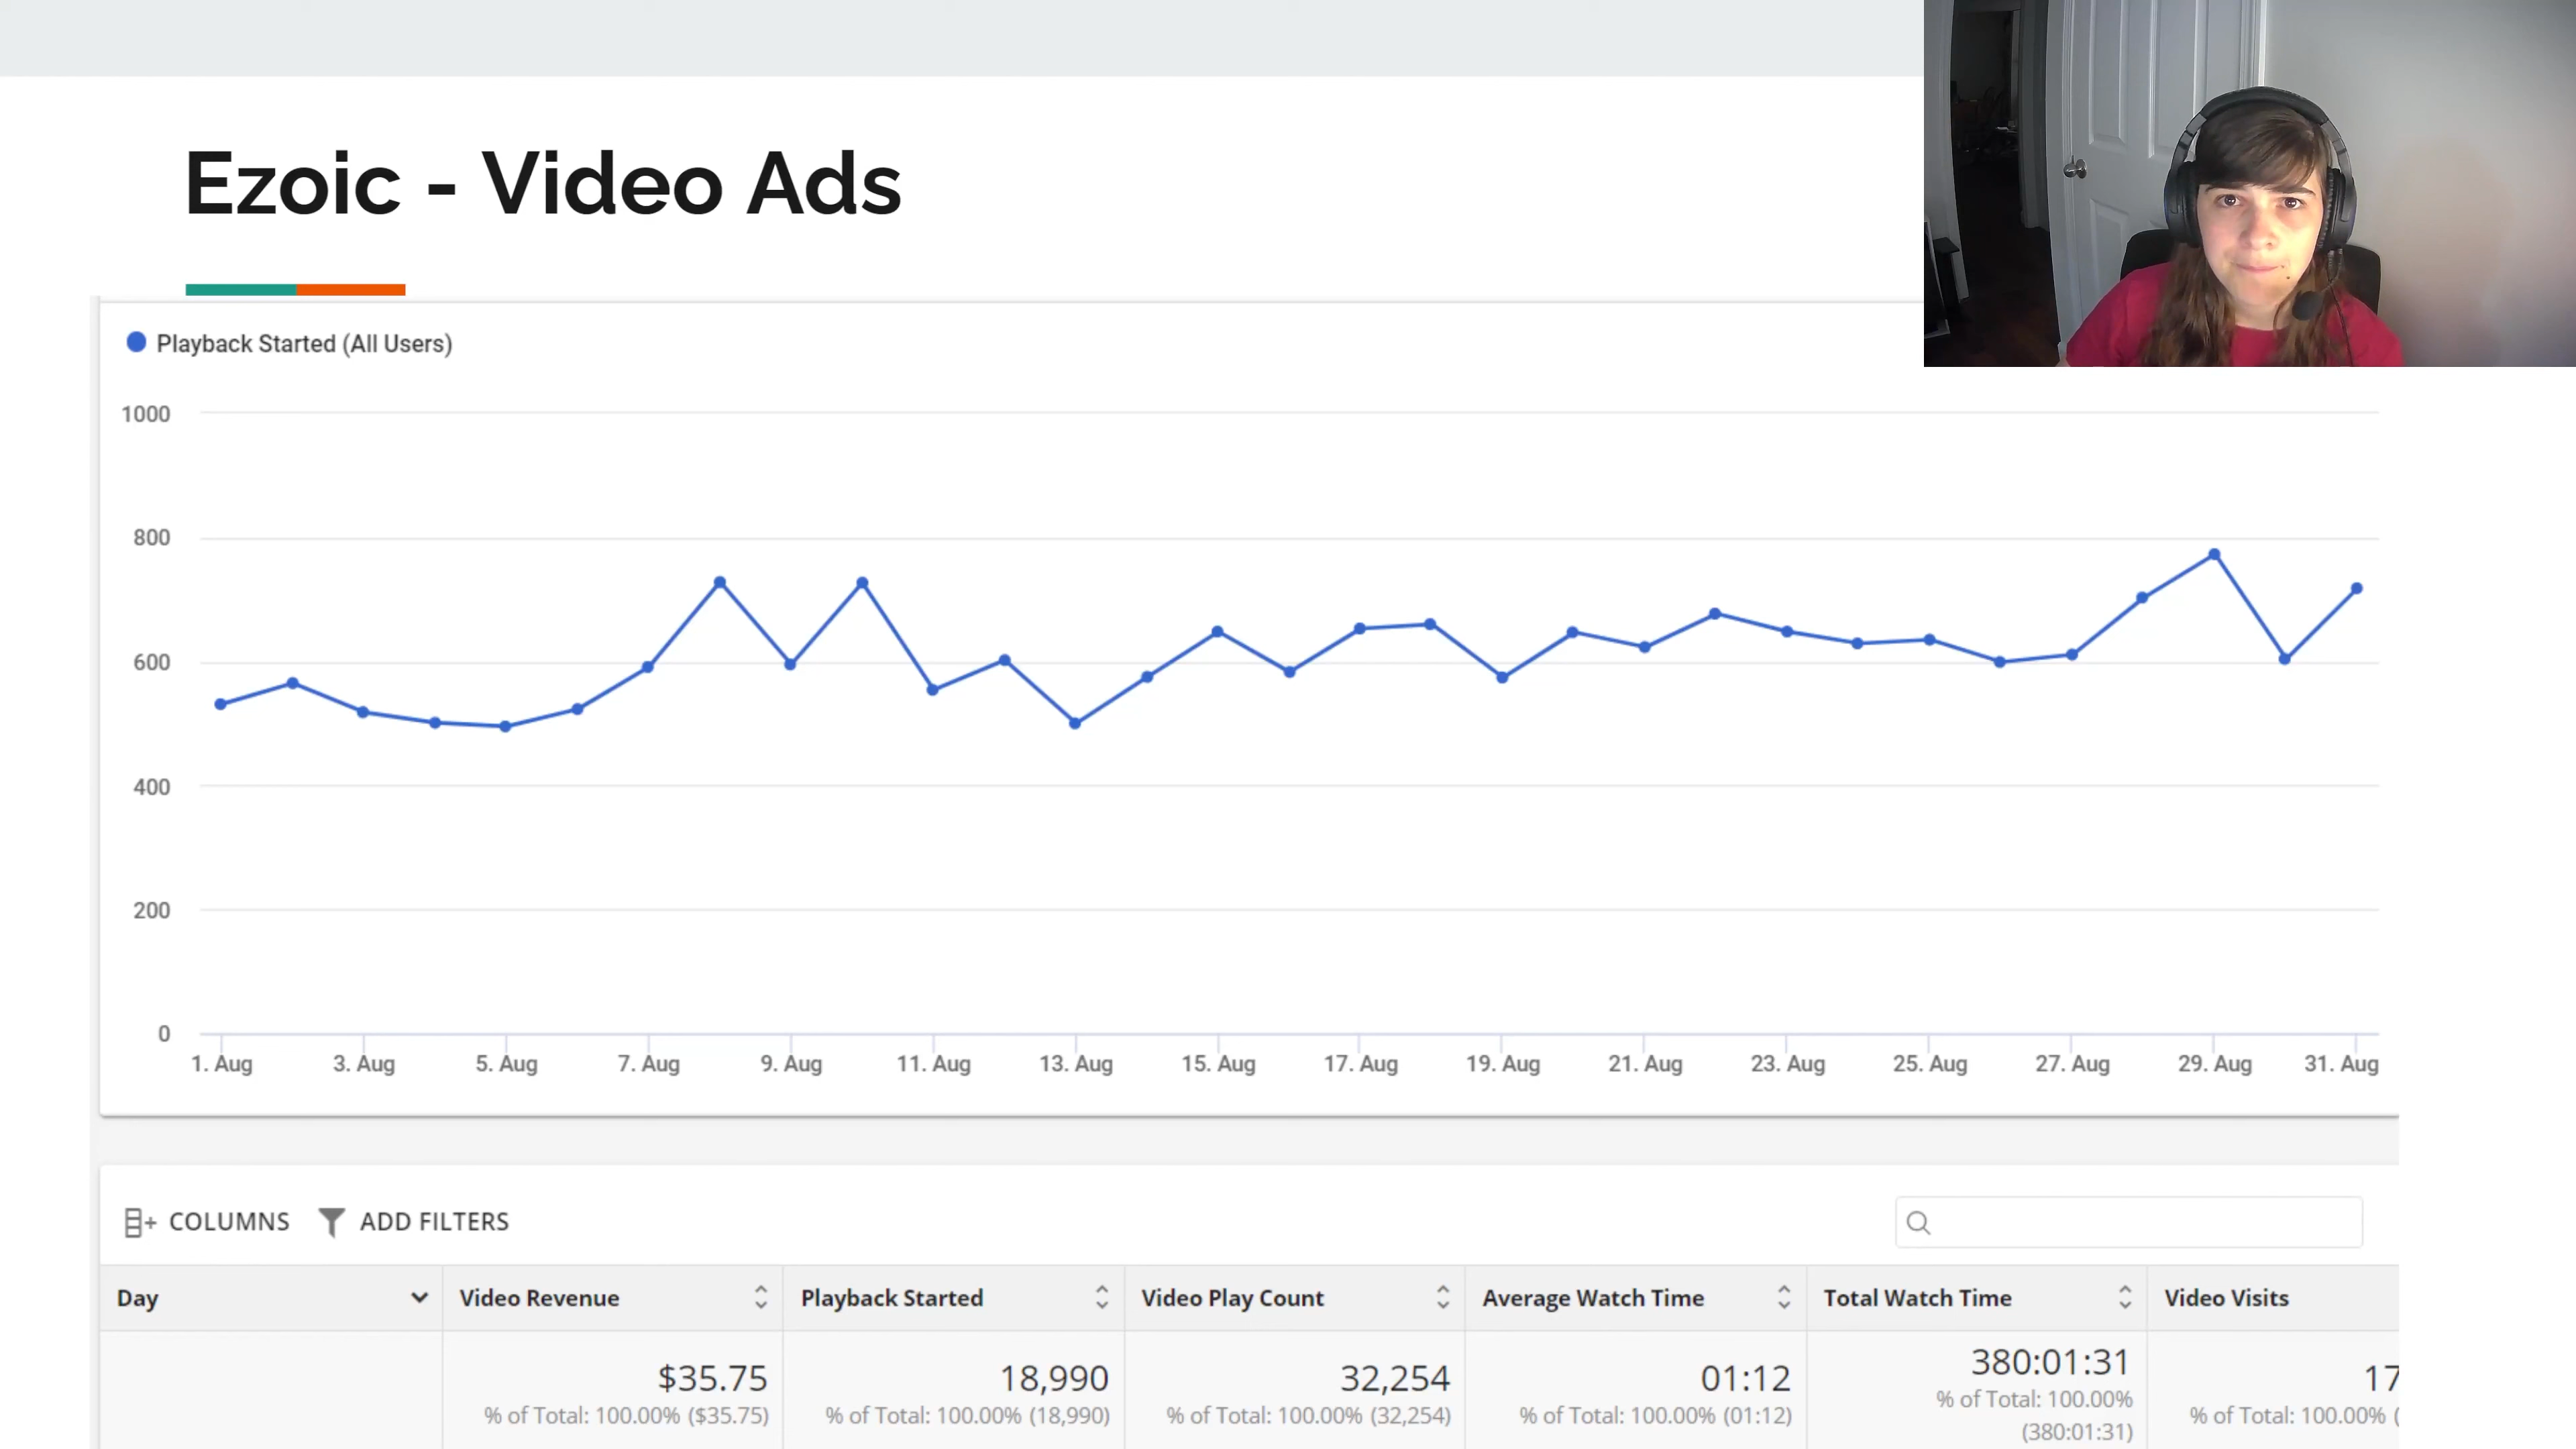 Ezoic - Video Ads
Playback Started (All Users)
1000
800
600
400
200
0
1. Aug 3. Aug 5. Aug 7. Aug 9. Aug 11. Aug 13. Aug 15. Aug 17. Aug 19. Aug 21. Aug 23. Aug 25. Aug 27. Aug 29. Aug 31. Aug
COLUMNS ADD FILTERS
Day Video Revenue Playback Started Video Play Count Average Watch Time Total Watch Time Video Visits
$35.75 18,990 32,254 01:12 380:01:31 17
% of Total: 100.00% ($35.75) % of Total: 100.00% (18,990) % of Total: 100.00% (32,254) % of Total: 100.00% (01:12) % of Total: 100.00% % of Total: 100.00% (
(380:01:31)